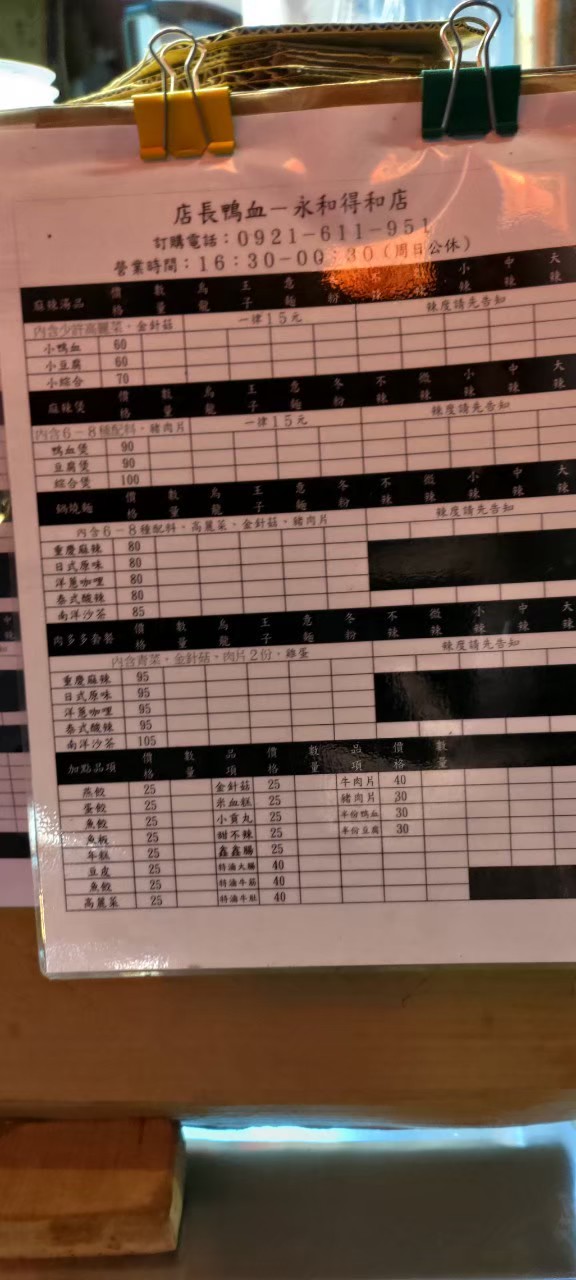 店長鴨血－永和得和店
訂購電話：0921-611-951
營業時間：16：30-00：30（周日公休）
麻辣湯品 價格 數量 烏龍 王子 意麵 冬粉 不辣 微辣 小辣 中辣 大辣
內含少許高麗菜、金針菇 一律15元 辣度請先告知
小鴨血 60
小豆腐 60
小綜合 70
麻辣煲 價格 數量 烏龍 王子 意麵 冬粉 不辣 微辣 小辣 中辣 大辣
內含6－8種配料、豬肉片 一律15元 辣度請先告知
鴨血煲 90
豆腐煲 90
綜合煲 100
鍋燒麵 價格 數量 烏龍 王子 意麵 冬粉 不辣 微辣 小辣 中辣 大辣
內含6－8種配料、高麗菜、金針菇、豬肉片 辣度請先告知
重慶麻辣 80
日式原味 80
洋蔥咖哩 80
泰式酸辣 80
南洋沙茶 85
肉多多套餐 價格 數量 烏龍 王子 意麵 冬粉 不辣 微辣 小辣 中辣 大辣
內含青菜、金針菇、肉片2份、雞蛋 辣度請先告知
重慶麻辣 95
日式原味 95
洋蔥咖哩 95
泰式酸辣 95
南洋沙茶 105
加點品項 價格 數量 品項 價格 數量 品項 價格 數量
燕餃 25 金針菇 25 牛肉片 40
蛋餃 25 米血糕 25 豬肉片 30
魚餃 25 小貢丸 25 半份鴨血 30
魚板 25 甜不辣 25 半份豆腐 30
年糕 25 鑫鑫腸 25
豆皮 25 特滷大腸 40
魚餃 25 特滷牛筋 40
高麗菜 25 特滷牛肚 40